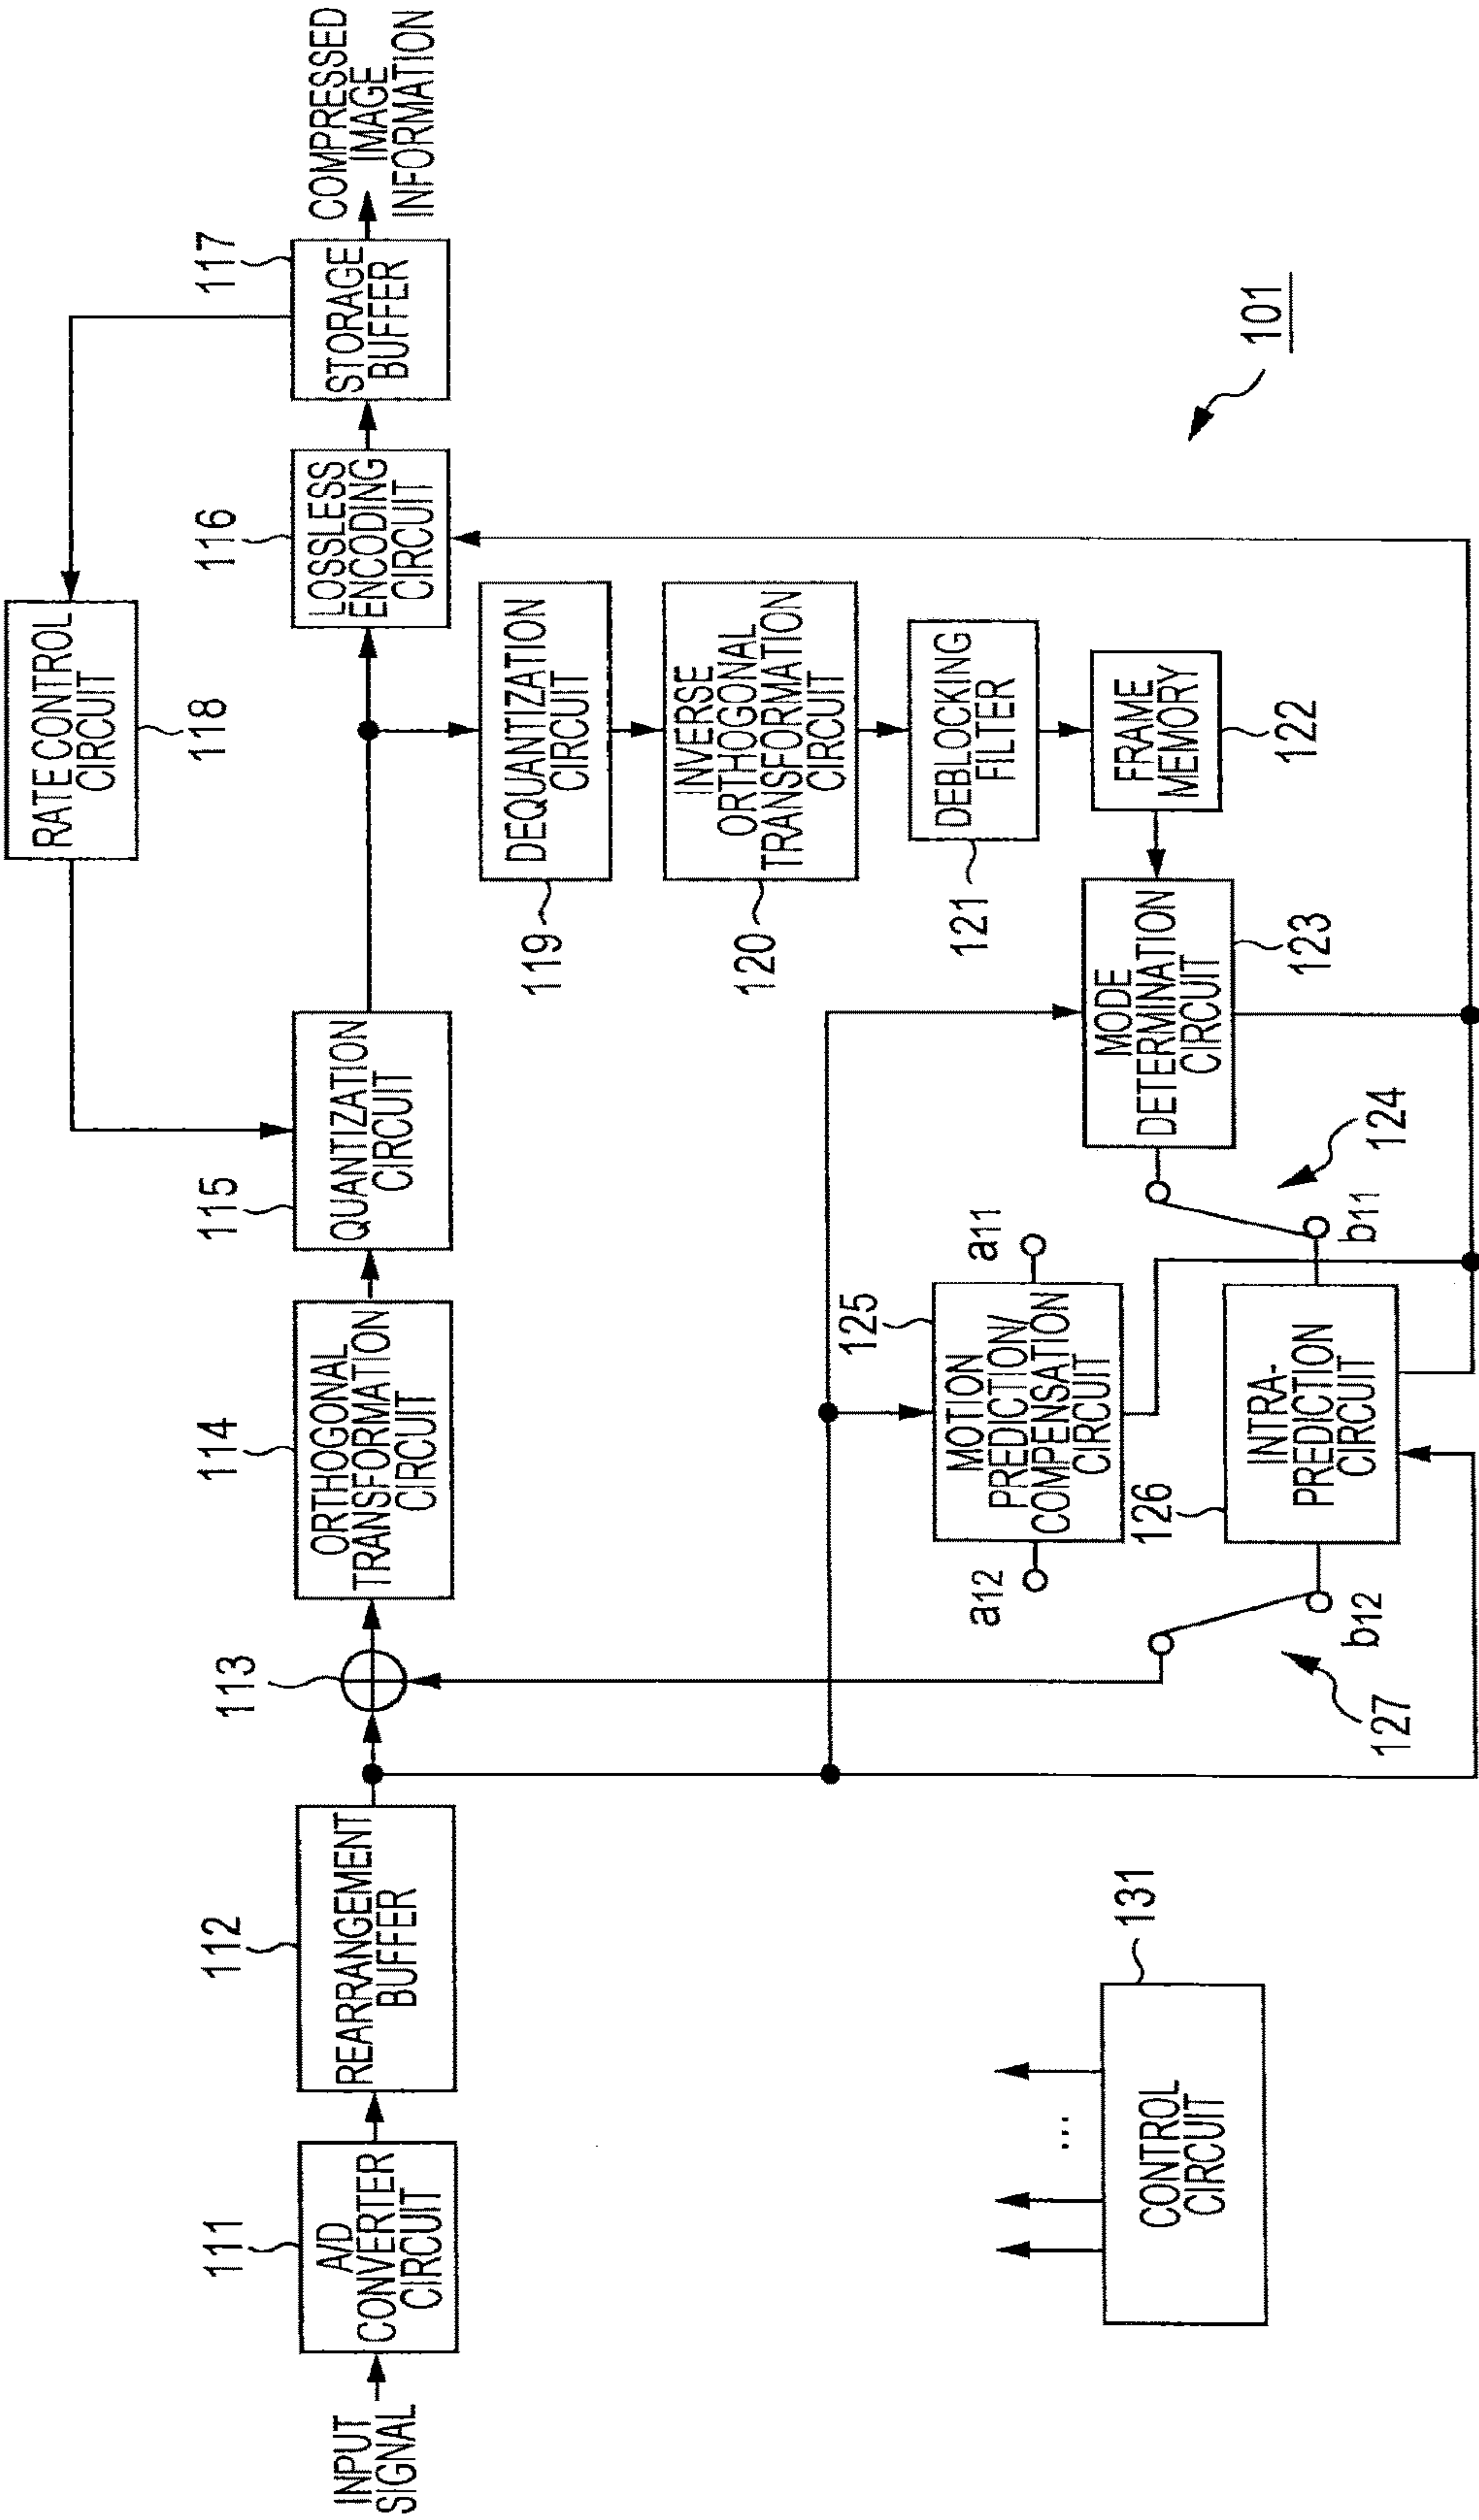 INPUT
SIGNAL
111
A/D
CONVERTER
CIRCUIT
112
REARRANGEMENT
BUFFER
113
114
ORTHOGONAL
TRANSFORMATION
CIRCUIT
115
QUANTIZATION
CIRCUIT
RATE CONTROL
CIRCUIT
118
116
LOSSLESS
ENCODING
CIRCUIT
117
STORAGE
BUFFER
COMPRESSED
IMAGE
INFORMATION
119
DEQUANTIZATION
CIRCUIT
120
INVERSE
ORTHOGONAL
TRANSFORMATION
CIRCUIT
121
DEBLOCKING
FILTER
FRAME
MEMORY
122
MODE
DETERMINATION
CIRCUIT
123
124
125
a12
MOTION
PREDICTION/
COMPENSATION
CIRCUIT
a11
126
b12
INTRA-
PREDICTION
CIRCUIT
b11
127
131
CONTROL
CIRCUIT
...
101